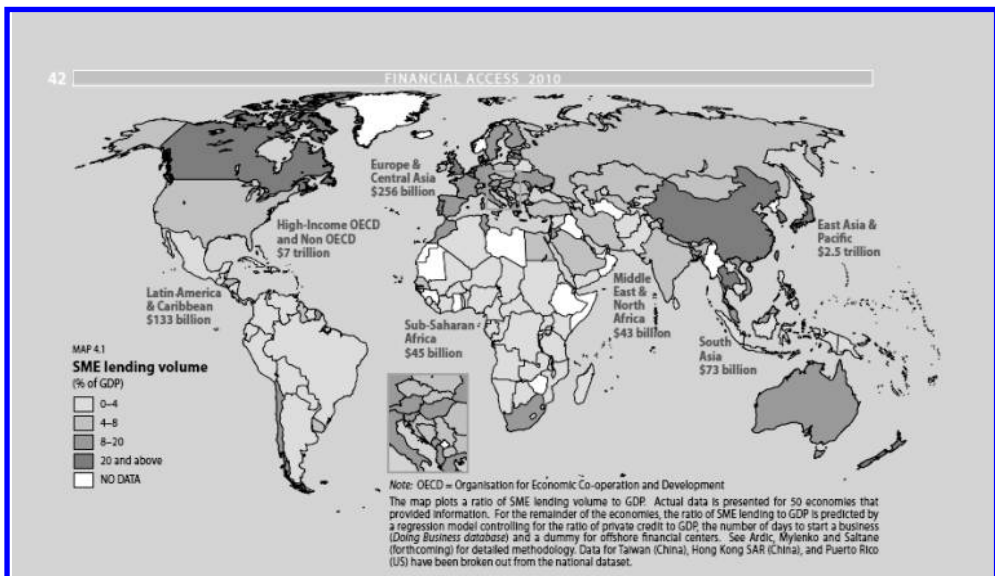 42
FINANCIAL ACCESS 2010
Europe &
Central Asia
$256 billion
High-Income OECD
and Non OECD
$7 trillion
East Asia &
Pacific
$2.5 trillion
Latin America
& Caribbean
$133 billion
Middle
East &
North
Africa
$43 billion
Sub-Saharan
Africa
$45 billion
South
Asia
$73 billion
MAP 4.1
SME lending volume
(% of GDP)
0–4
4–8
8–20
20 and above
NO DATA
Note: OECD = Organisation for Economic Co-operation and Development
The map plots a ratio of SME lending volume to GDP. Actual data is presented for 50 economies that
provided information. For the remainder of the economies, the ratio of SME lending to GDP is predicted by
a regression model controlling for the ratio of private credit to GDP, the number of days to start a business
(Doing Business database) and a dummy for offshore financial centers. See Ardic, Mylenko and Saltane
(forthcoming) for detailed methodology. Data for Taiwan (China), Hong Kong SAR (China), and Puerto Rico
(US) have been broken out from the national dataset.